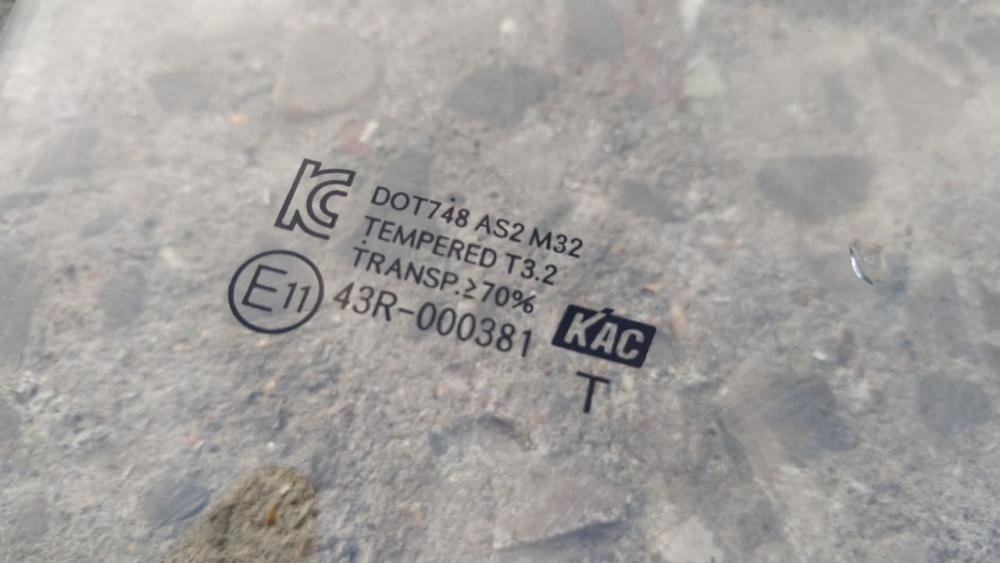 KC
DOT748 AS2 M32
TEMPERED T3.2
TRANSP.≥70%
E11 43R-000381
KAC
T